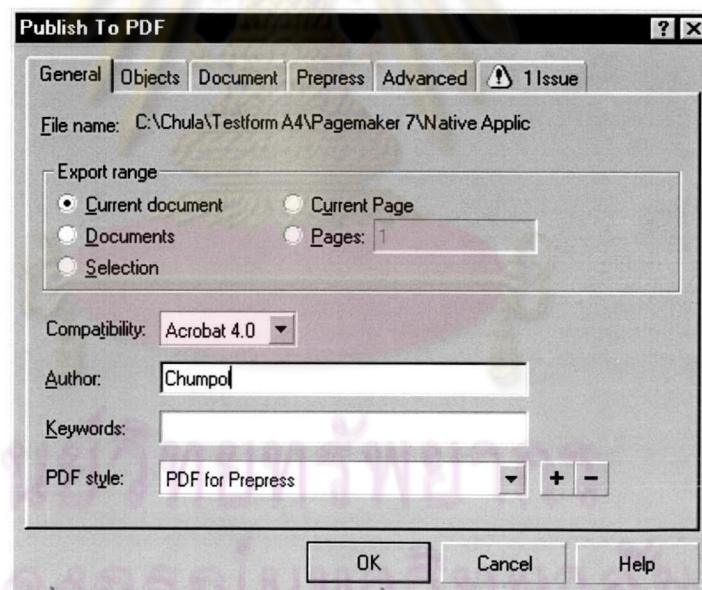 Publish To PDF
General Objects Document Prepress Advanced 1 Issue
File name: C:\Chula\Testform A4\Pagemaker 7\Native Applic
Export range
Current document Current Page
Documents Pages: 1
Selection
Compatibility: Acrobat 4.0
Author: Chumpol
Keywords:
PDF style: PDF for Prepress + -
OK Cancel Help